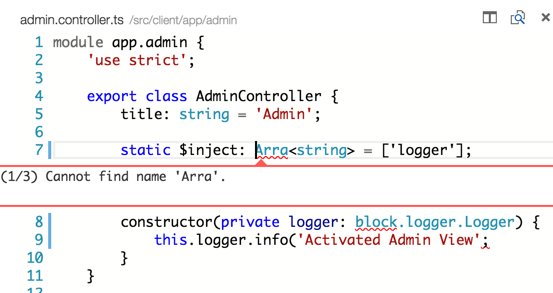 admin.controller.ts /src/client/app/admin
1 module app.admin {
2     'use strict';
3
4     export class AdminController {
5         title: string = 'Admin';
6
7         static $inject: Arra<string> = ['logger'];
(1/3) Cannot find name 'Arra'.
8         constructor(private logger: block.logger.Logger) {
9             this.logger.info('Activated Admin View';
10         }
11     }